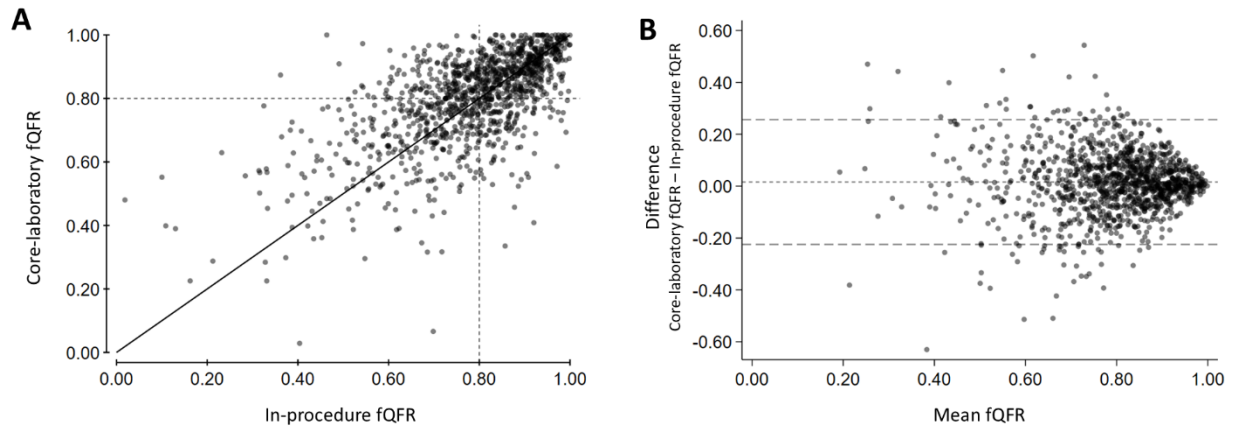 A
Core-laboratory fQFR
1.00
0.80
0.60
0.40
0.20
0.00
0.00 0.20 0.40 0.60 0.80 1.00
In-procedure fQFR
B
Difference
Core-laboratory fQFR – In-procedure fQFR
0.60
0.40
0.20
0.00
-0.20
-0.40
-0.60
0.00 0.20 0.40 0.60 0.80 1.00
Mean fQFR